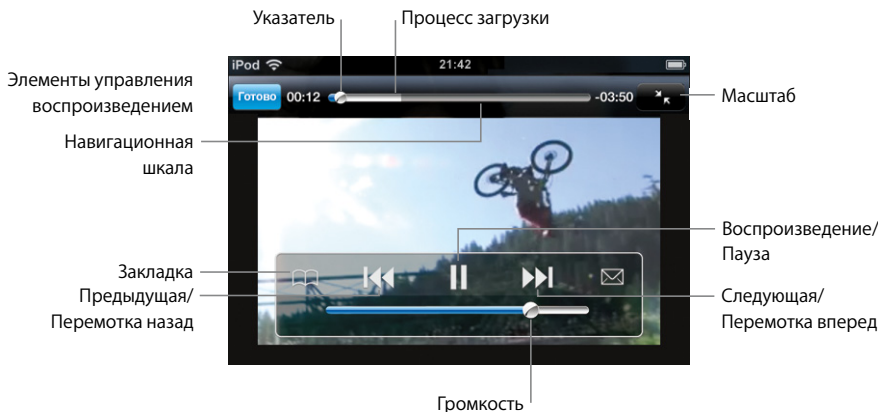 Указатель
Процесс загрузки
iPod
21:42
Элементы управления
воспроизведением
Готово
00:12
-03:50
Масштаб
Навигационная
шкала
Воспроизведение/
Пауза
Закладка
Предыдущая/
Перемотка назад
Следующая/
Перемотка вперед
Громкость